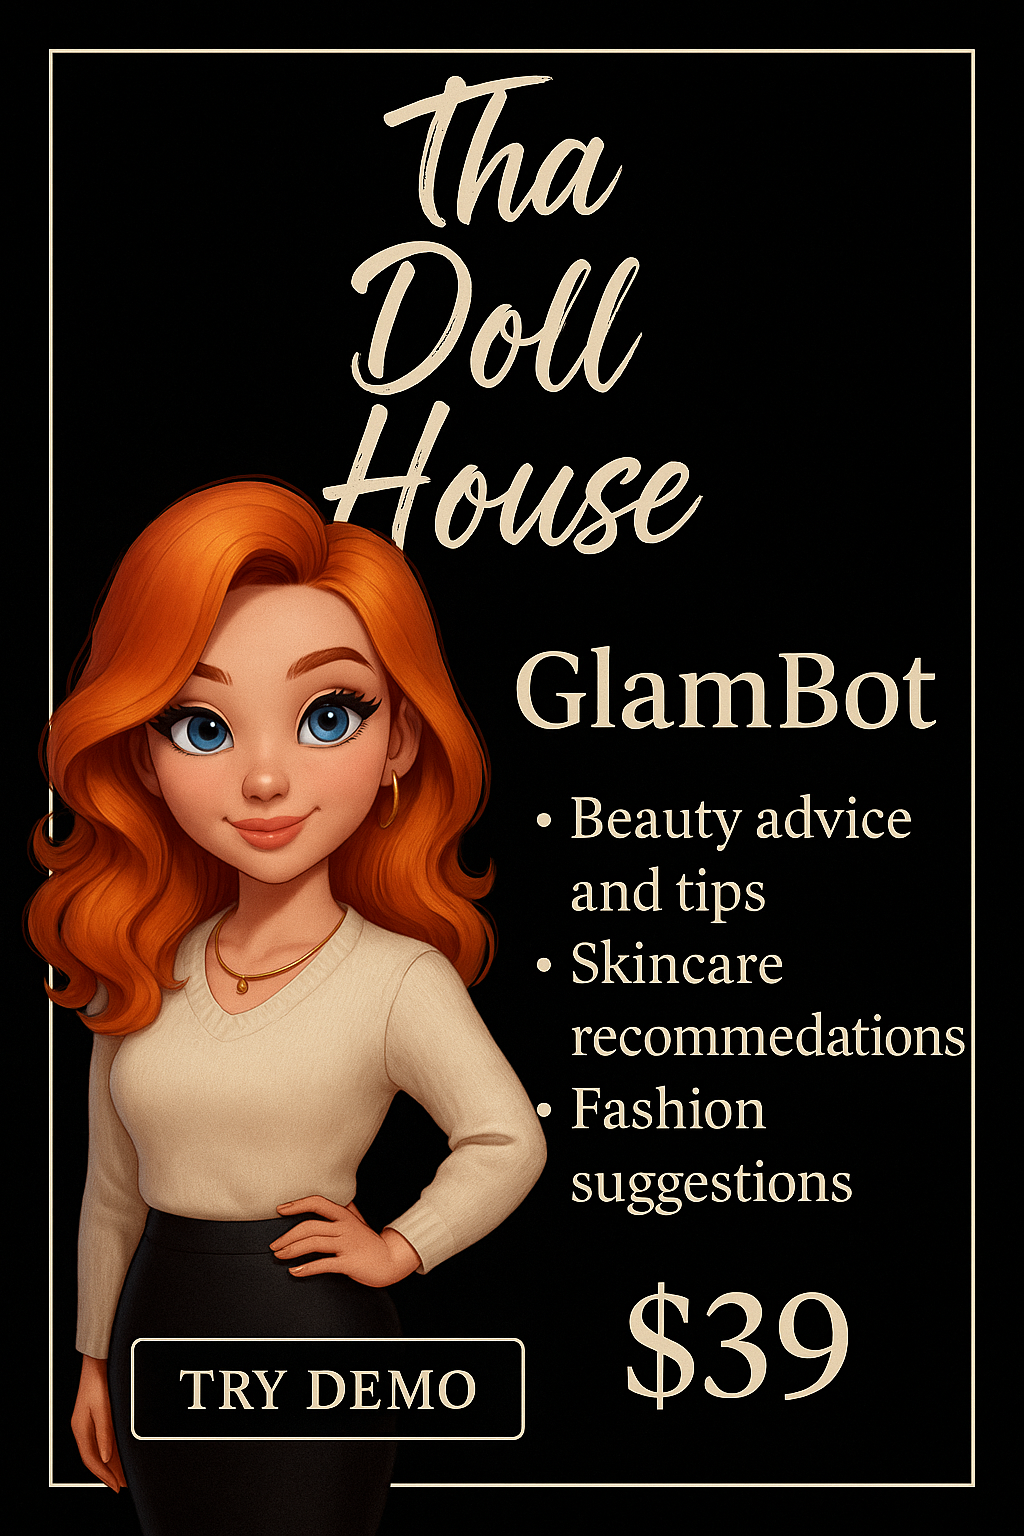 Tha
Doll
House
GlamBot
• Beauty advice
and tips
• Skincare
recommedations
• Fashion
suggestions
TRY DEMO
$39